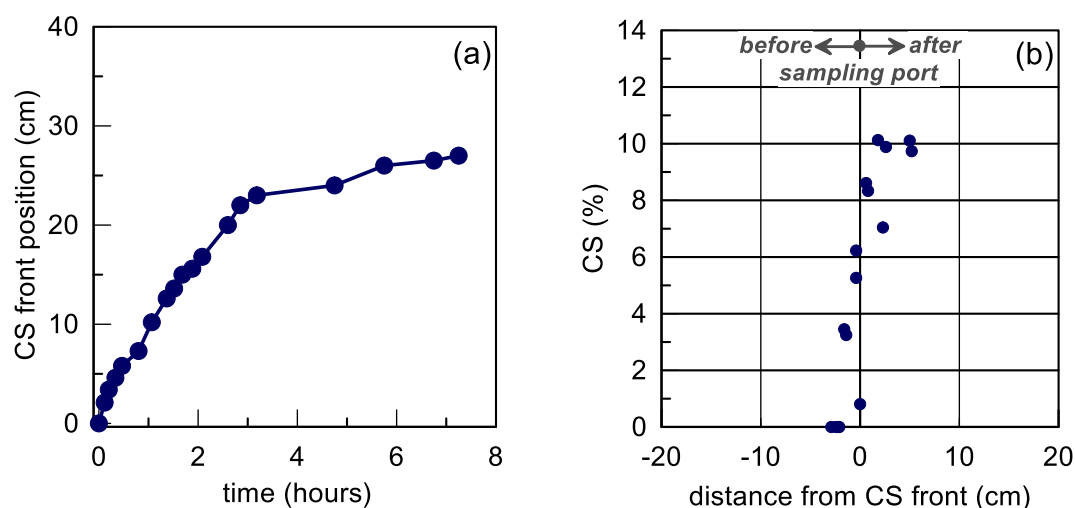 (a)
CS front position (cm)
40
30
20
10
0
0 2 4 6 8
time (hours)
(b)
before after
sampling port
CS (%)
14
12
10
8
6
4
2
0
-20 -10 0 10 20
distance from CS front (cm)